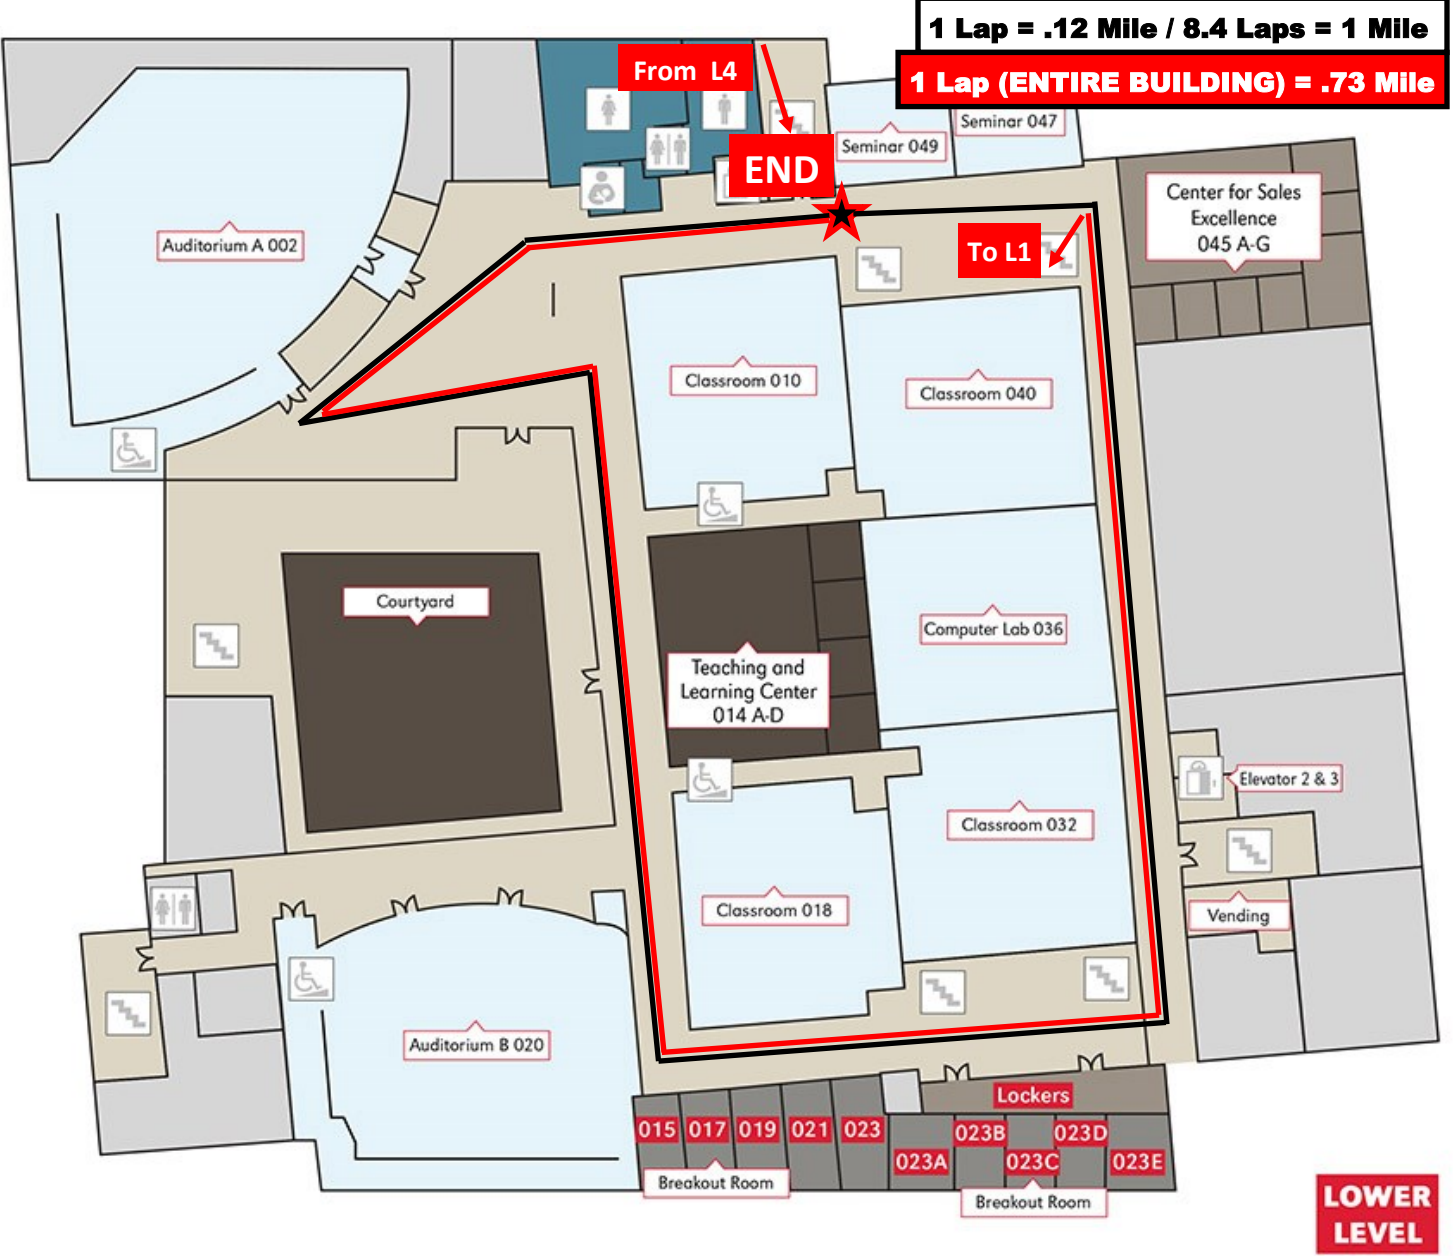 1 Lap = .12 Mile / 8.4 Laps = 1 Mile
1 Lap (ENTIRE BUILDING) = .73 Mile
From L4
END
To L1
Seminar 049
Seminar 047
Center for Sales
Excellence
045 A-G
Auditorium A 002
Classroom 010
Classroom 040
Courtyard
Computer Lab 036
Teaching and
Learning Center
014 A-D
Elevator 2 & 3
Classroom 032
Classroom 018
Vending
Auditorium B 020
Lockers
015
017
019
021
023
023A
023B
023C
023D
023E
Breakout Room
Breakout Room
LOWER
LEVEL